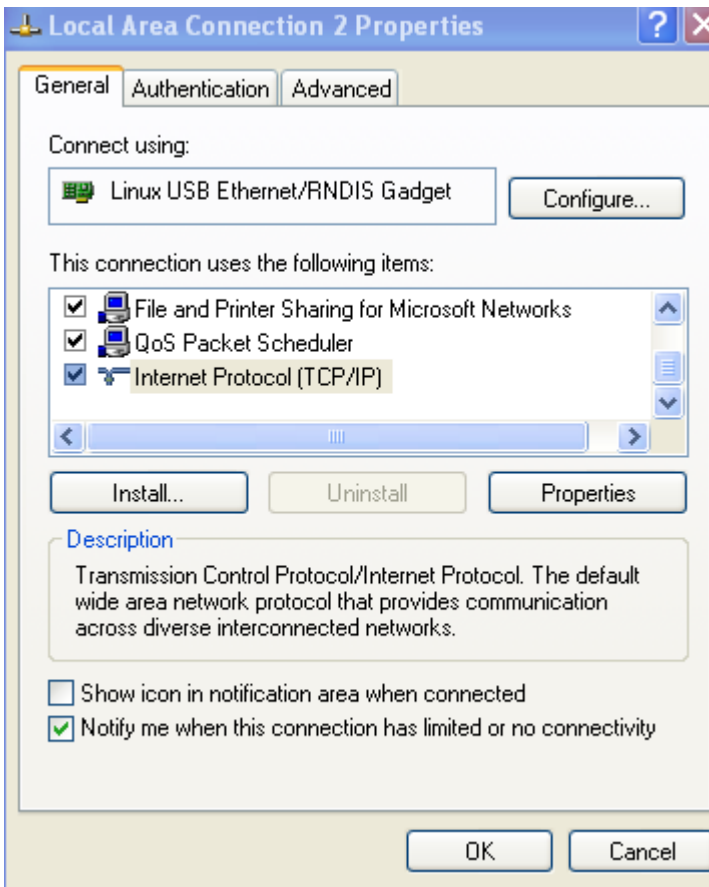 Local Area Connection 2 Properties
General Authentication Advanced
Connect using:
Linux USB Ethernet/RNDIS Gadget
Configure...
This connection uses the following items:
File and Printer Sharing for Microsoft Networks
QoS Packet Scheduler
Internet Protocol (TCP/IP)
Install... Uninstall Properties
Description
Transmission Control Protocol/Internet Protocol. The default
wide area network protocol that provides communication
across diverse interconnected networks.
Show icon in notification area when connected
Notify me when this connection has limited or no connectivity
OK Cancel